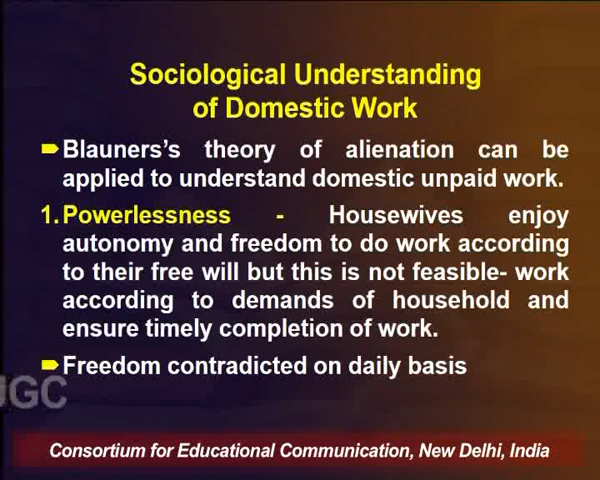 Sociological Understanding
of Domestic Work
Blauners's theory of alienation can be
applied to understand domestic unpaid work.
1. Powerlessness - Housewives enjoy
autonomy and freedom to do work according
to their free will but this is not feasible- work
according to demands of household and
ensure timely completion of work.
Freedom contradicted on daily basis
UGC
Consortium for Educational Communication, New Delhi, India